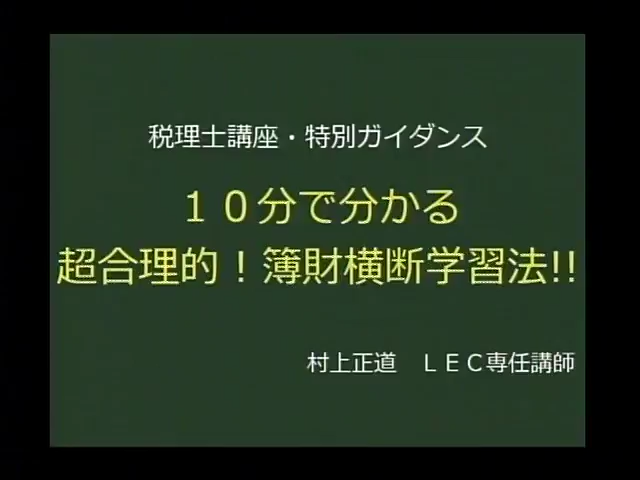 税理士講座・特別ガイダンス
１０分で分かる
超合理的！簿財横断学習法!!
村上正道　ＬＥＣ専任講師